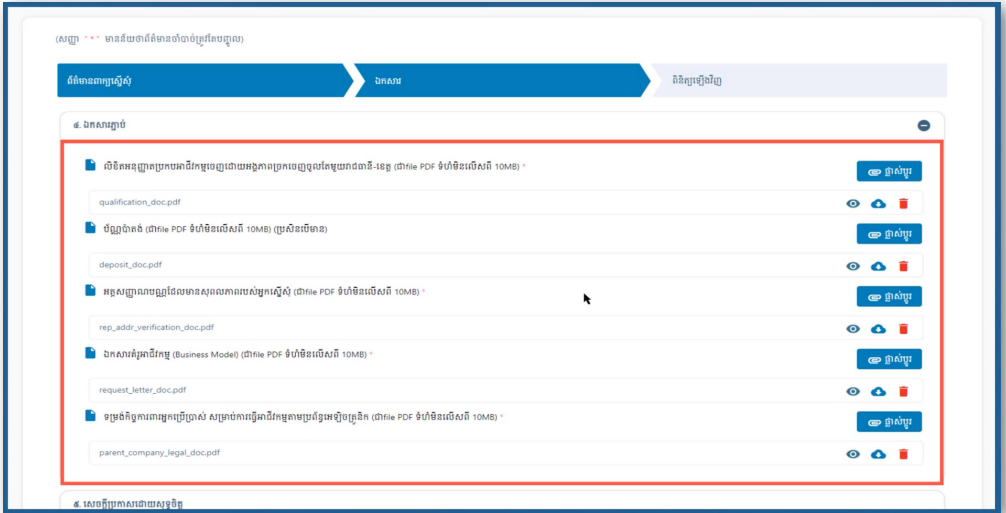 (សញ្ញា "*" មានន័យថាព័ត៌មានចាំបាច់ត្រូវតែបញ្ចូល)
ព័ត៌មានពាក្យស្នើសុំ
ឯកសារ
ពិនិត្យឡើងវិញ
៤. ឯកសារភ្ជាប់
លិខិតអនុញ្ញាតប្រកបអាជីវកម្មចេញដោយអង្គភាពច្រកចេញចូលតែមួយរាជធានី-ខេត្ត (ជាfile PDF ទំហំមិនលើសពី 10MB) *
ផ្លាស់ប្តូរ
qualification_doc.pdf
ប័ណ្ណប៉ាតង់ (ជាfile PDF ទំហំមិនលើសពី 10MB) (ប្រសិនបើមាន)
ផ្លាស់ប្តូរ
deposit_doc.pdf
អត្តសញ្ញាណបណ្ណដែលមានសុពលភាពរបស់អ្នកស្នើសុំ (ជាfile PDF ទំហំមិនលើសពី 10MB) *
ផ្លាស់ប្តូរ
rep_addr_verification_doc.pdf
ឯកសារគំរូអាជីវកម្ម (Business Model) (ជាfile PDF ទំហំមិនលើសពី 10MB) *
ផ្លាស់ប្តូរ
request_letter_doc.pdf
ទម្រង់កិច្ចការពារអ្នកប្រើប្រាស់ សម្រាប់ការធ្វើអាជីវកម្មតាមប្រព័ន្ធអេឡិចត្រូនិក (ជាfile PDF ទំហំមិនលើសពី 10MB) *
ផ្លាស់ប្តូរ
parent_company_legal_doc.pdf
៥. សេចក្តីប្រកាសដោយសុទ្ធចិត្ត